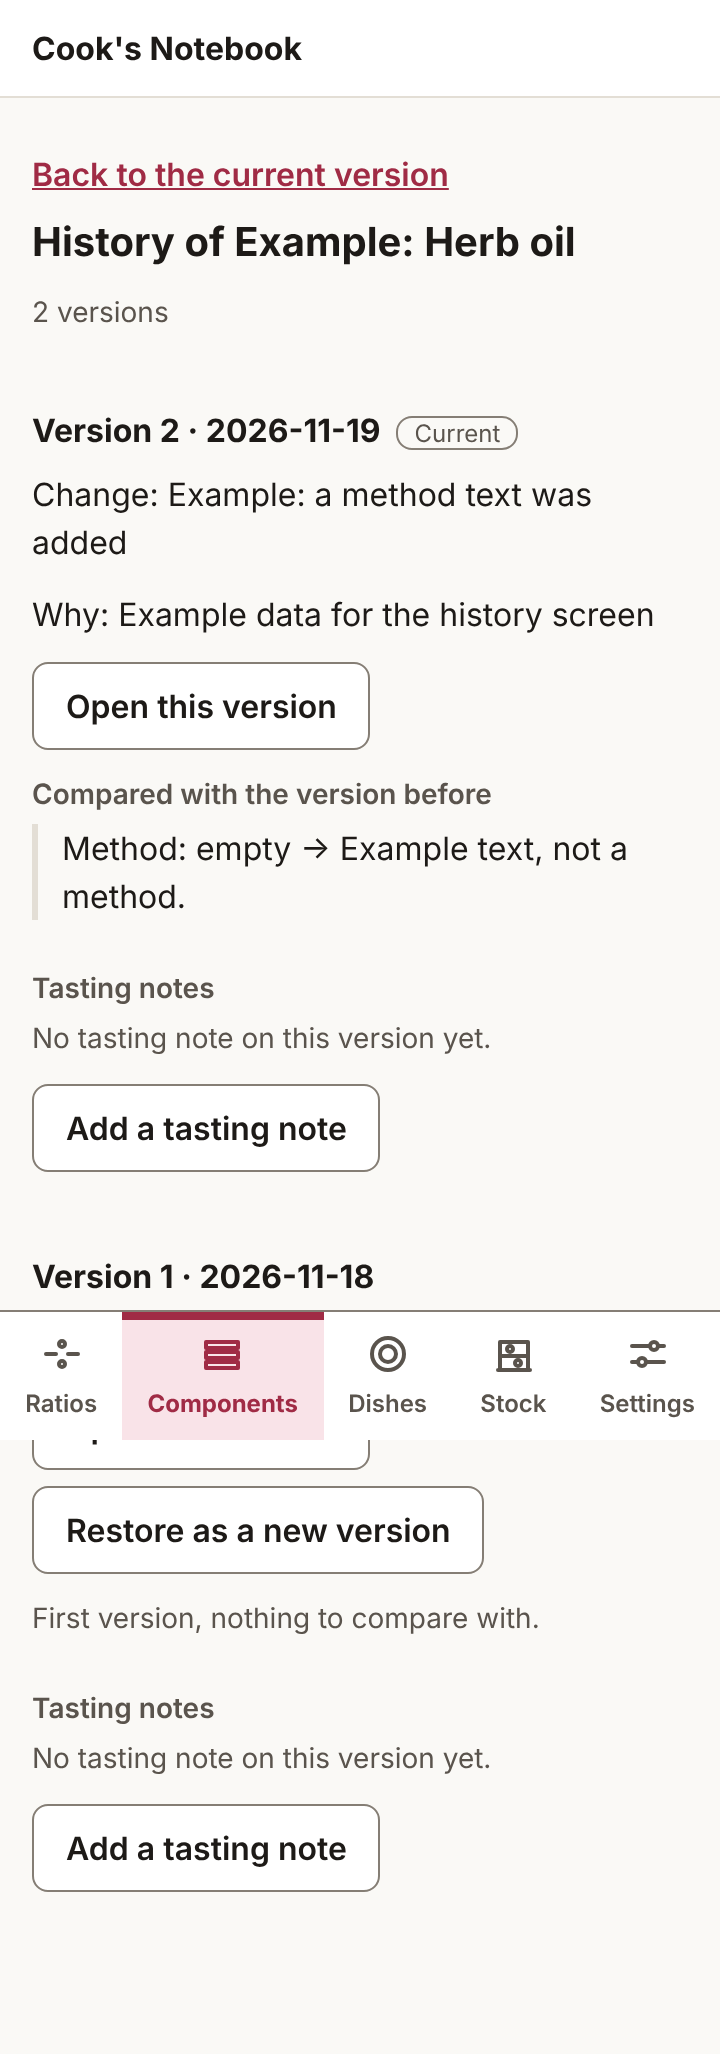 Cook's Notebook
Back to the current version
History of Example: Herb oil
2 versions
Version 2 · 2026-11-19 Current
Change: Example: a method text was
added
Why: Example data for the history screen
Open this version
Compared with the version before
Method: empty → Example text, not a
method.
Tasting notes
No tasting note on this version yet.
Add a tasting note
Version 1 · 2026-11-18
Ratios Components Dishes Stock Settings
Restore as a new version
First version, nothing to compare with.
Tasting notes
No tasting note on this version yet.
Add a tasting note